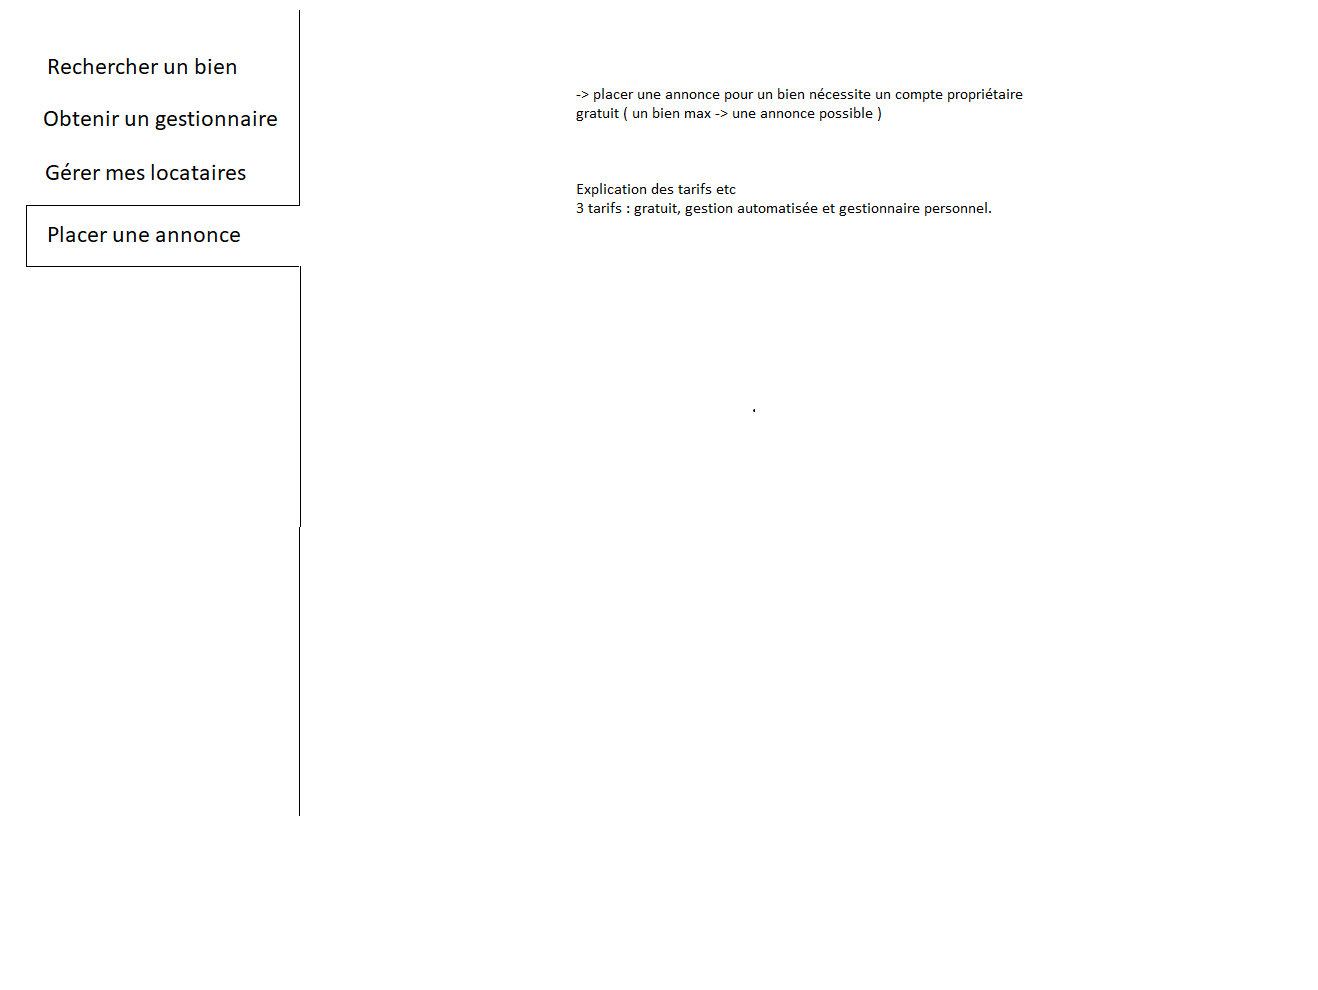 Rechercher un bien
Obtenir un gestionnaire
Gérer mes locataires
Placer une annonce
-> placer une annonce pour un bien nécessite un compte propriétaire
gratuit ( un bien max -> une annonce possible )
Explication des tarifs etc
3 tarifs : gratuit, gestion automatisée et gestionnaire personnel.